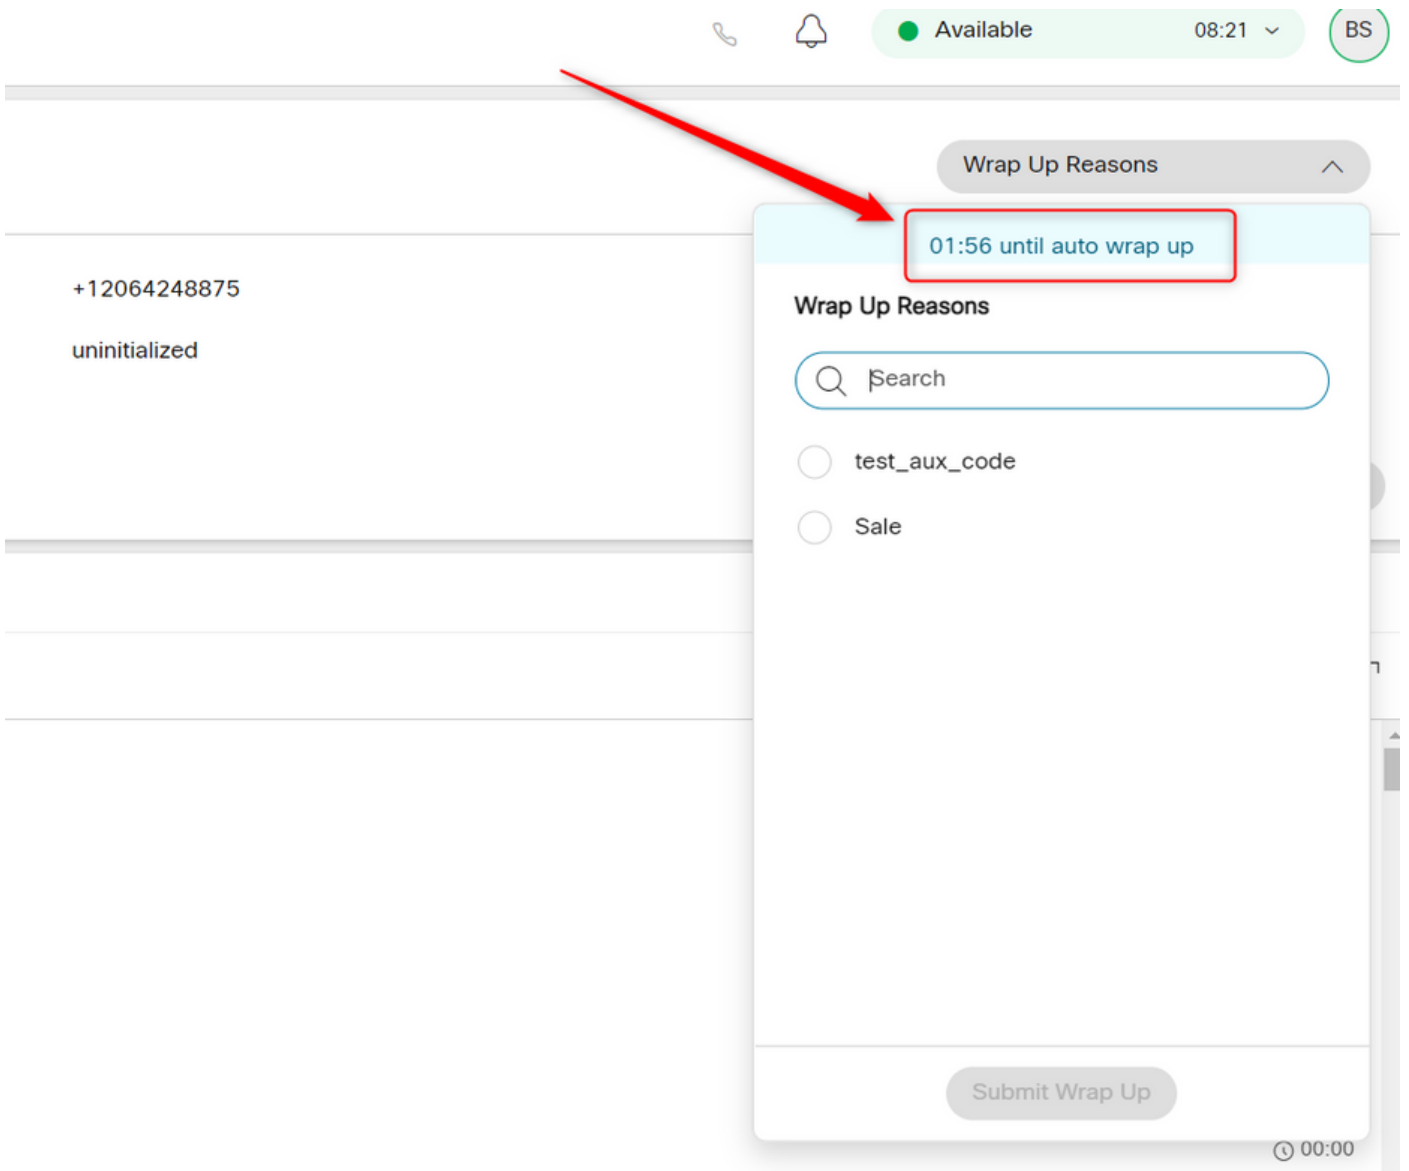 Available 08:21 BS
Wrap Up Reasons
01:56 until auto wrap up
+12064248875
Wrap Up Reasons
uninitialized
Search
test_aux_code
Sale
Submit Wrap Up
00:00